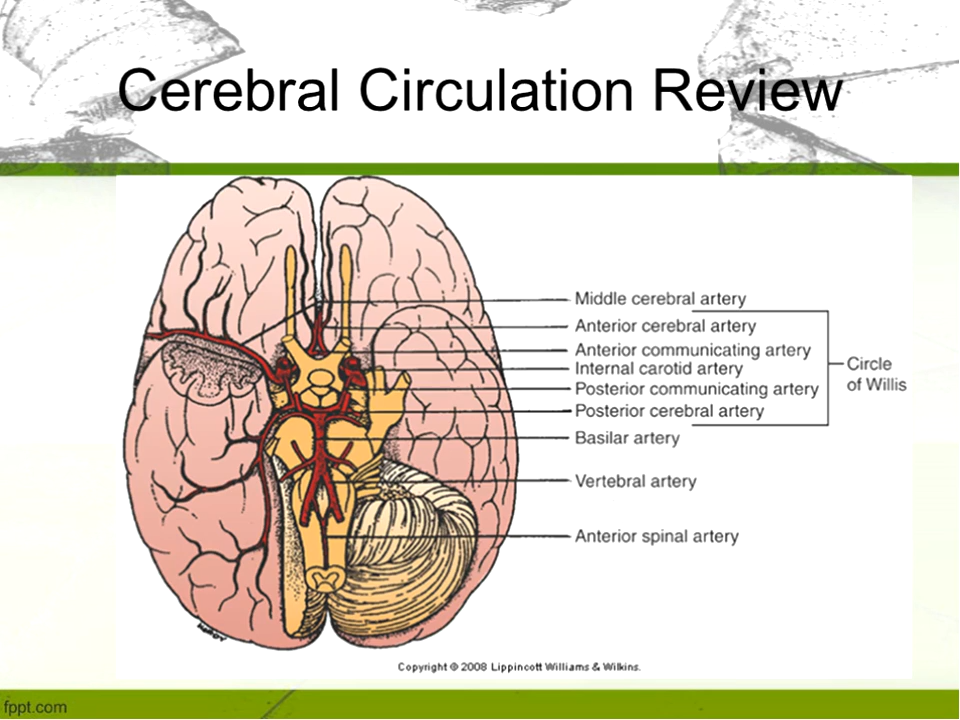 Cerebral Circulation Review
Middle cerebral artery
Anterior cerebral artery
Anterior communicating artery
Internal carotid artery
Posterior communicating artery
Posterior cerebral artery
Basilar artery
Vertebral artery
Anterior spinal artery
Circle
of Willis
Copyright © 2008 Lippincott Williams & Wilkins.
fppt.com